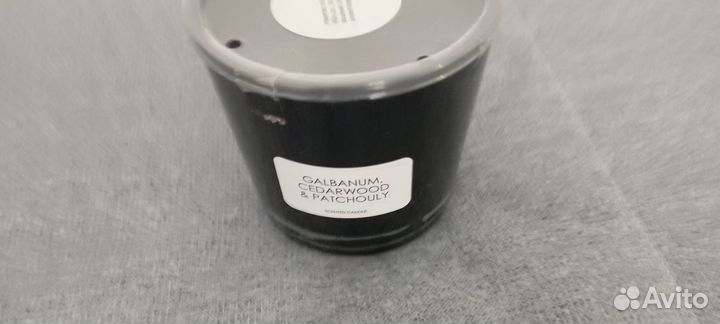 GALBANUM,
CEDARWOOD
& PATCHOULY
SCENTED CANDLE
Avito